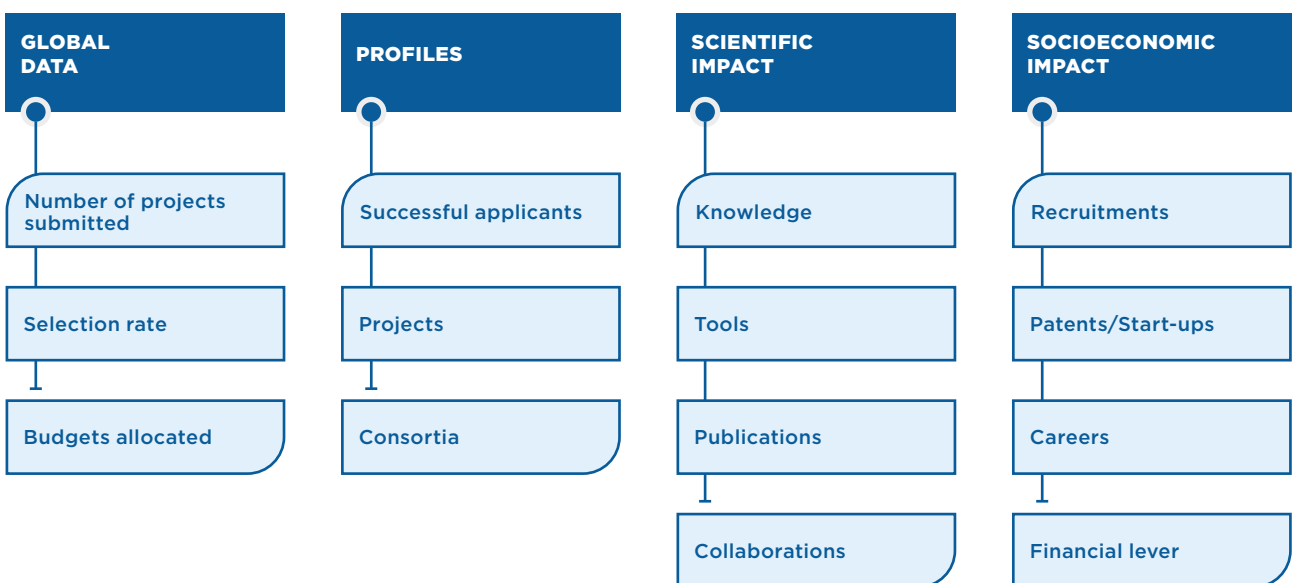 GLOBAL
DATA
Number of projects
submitted
Selection rate
Budgets allocated
PROFILES
Successful applicants
Projects
Consortia
SCIENTIFIC
IMPACT
Knowledge
Tools
Publications
Collaborations
SOCIOECONOMIC
IMPACT
Recruitments
Patents/Start-ups
Careers
Financial lever